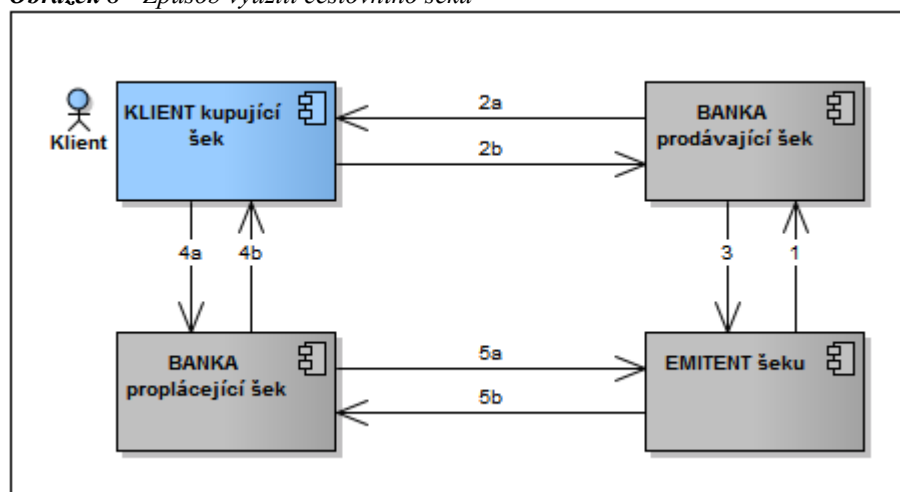 Obrázek 8 - Způsob využití cestovního šeku
Klient
KLIENT kupující
šek
2a
2b
BANKA
prodávající šek
4a
4b
3
1
BANKA
proplácející šek
5a
5b
EMITENT šeku